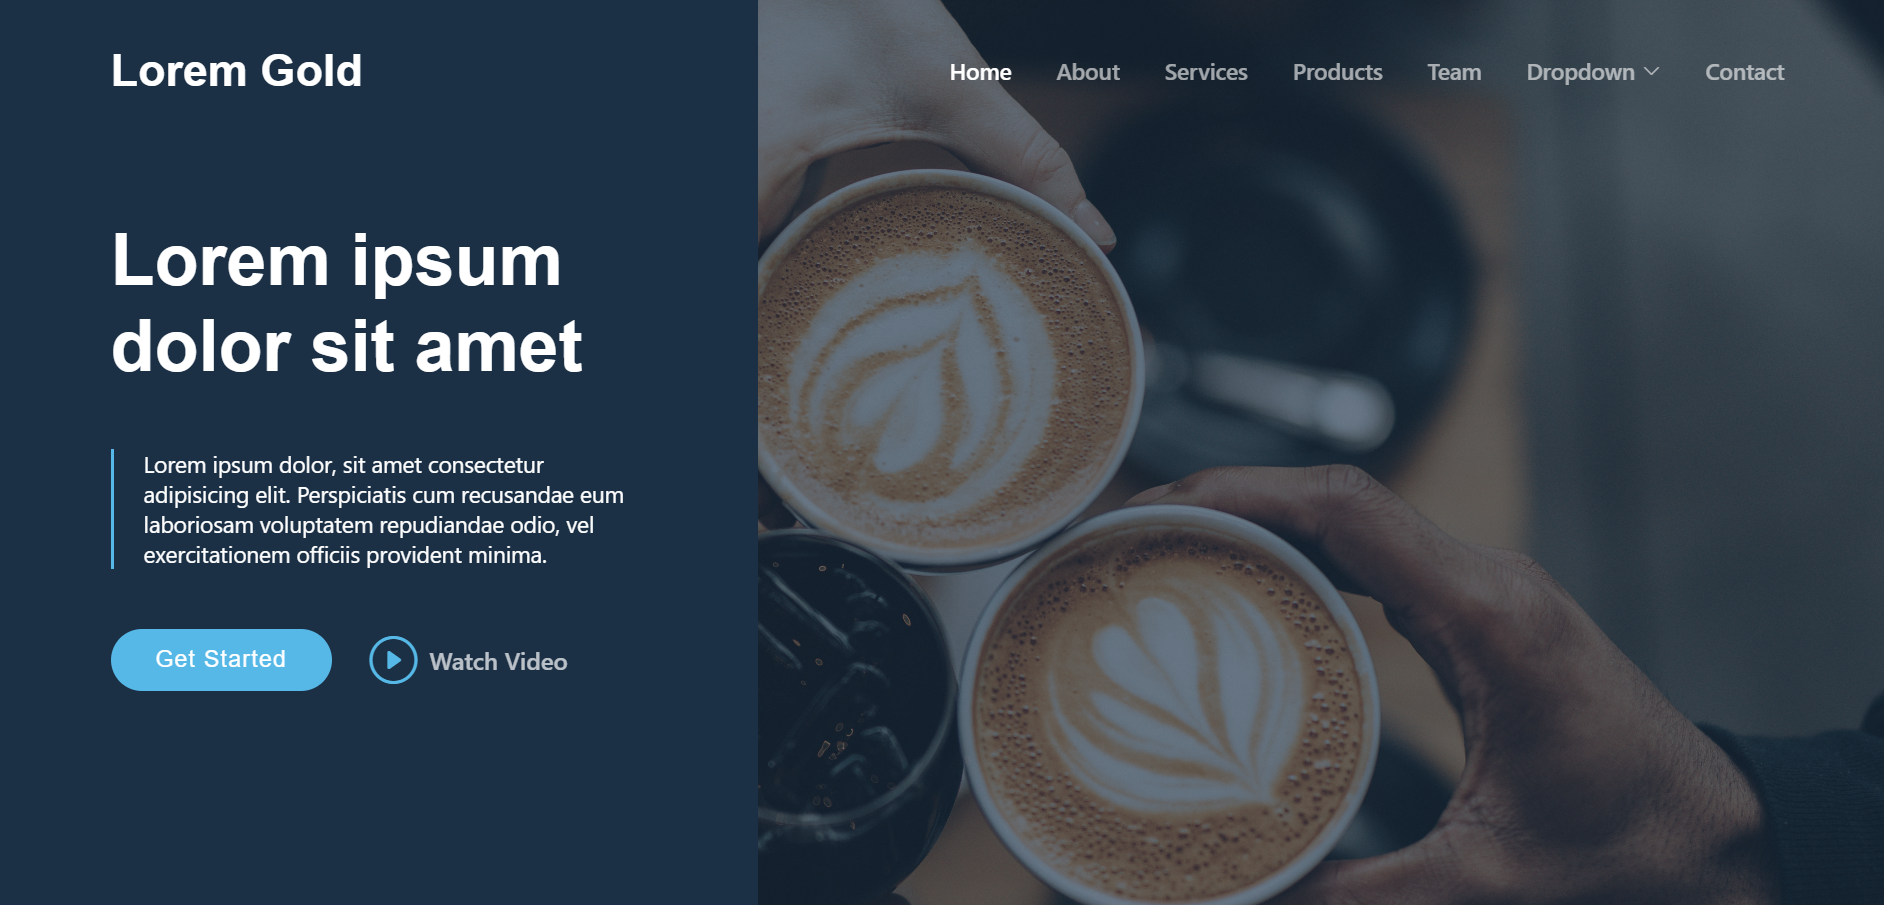 Lorem Gold
Home About Services Products Team Dropdown Contact
Lorem ipsum
dolor sit amet
Lorem ipsum dolor, sit amet consectetur
adipisicing elit. Perspiciatis cum recusandae eum
laboriosam voluptatem repudiandae odio, vel
exercitationem officiis provident minima.
Get Started
Watch Video